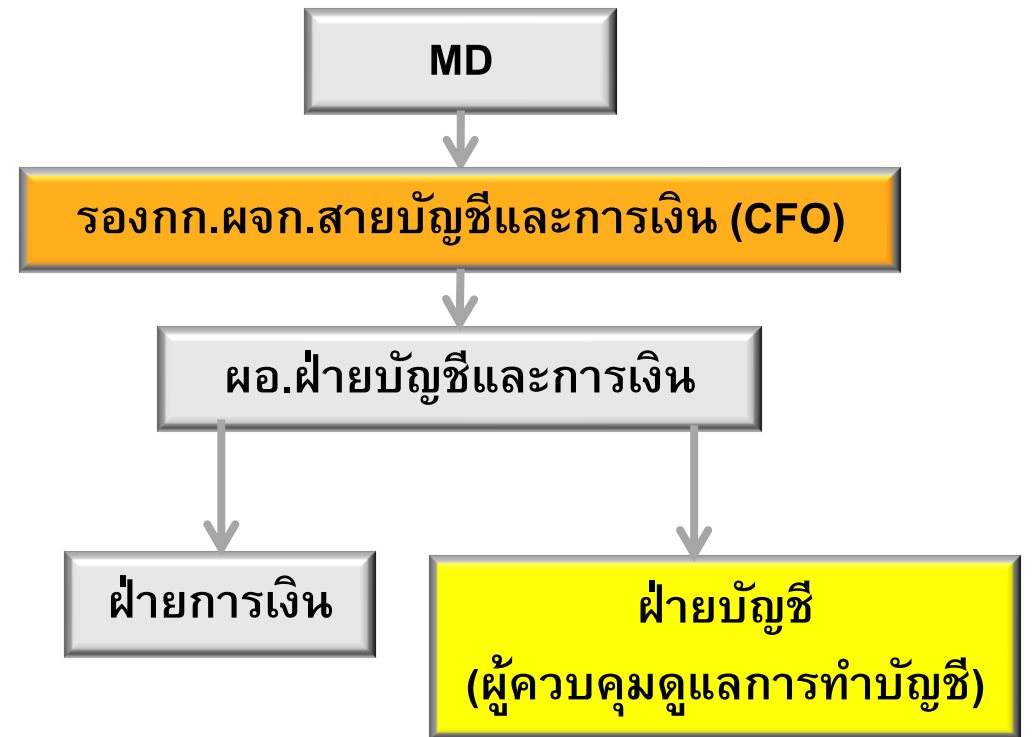 MD
รองกก.ผจก.สายบัญชีและการเงิน (CFO)
ผอ.ฝ่ายบัญชีและการเงิน
ฝ่ายการเงิน
ฝ่ายบัญชี
(ผู้ควบคุมดูแลการทำบัญชี)